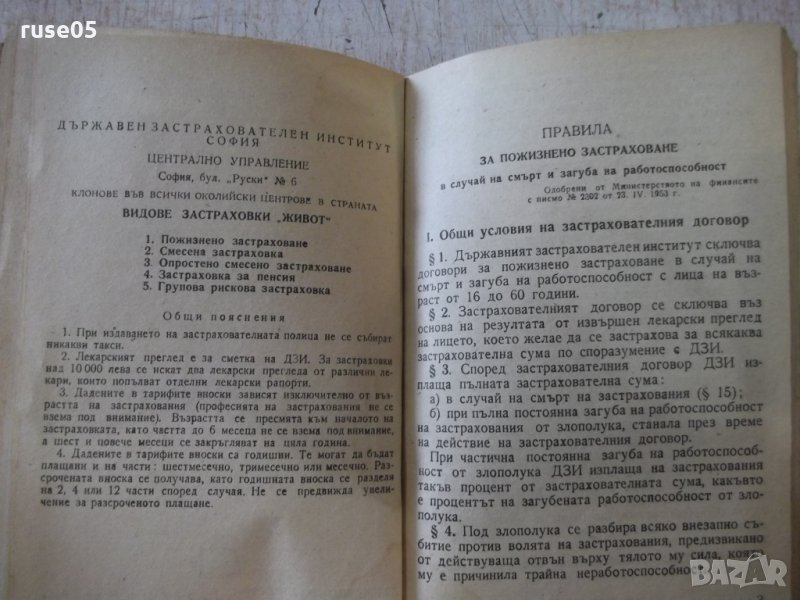 ruse05
ДЪРЖАВЕН ЗАСТРАХОВАТЕЛЕН ИНСТИТУТ
СОФИЯ
ЦЕНТРАЛНО УПРАВЛЕНИЕ
София, бул. „Руски" № 6
КЛОНОВЕ ВЪВ ВСИЧКИ ОКОЛИЙСКИ ЦЕНТРОВЕ В СТРАНАТА
ВИДОВЕ ЗАСТРАХОВКИ „ЖИВОТ"
1. Пожизнено застраховане
2. Смесена застраховка
3. Опростено смесено застраховане
4. Застраховка за пенсия
5. Групова рискова застраховка
Общи пояснения
1. При издаването на застрахователната полица не се събират
никакви такси.
2. Лекарският преглед е за сметка на ДЗИ. За застраховки
над 10 000 лева се искат два лекарски прегледа от различни лекари,
които попълват отделни лекарски рапорти.
3. Дадените в тарифите вноски зависят изключително от въз-
растта на застрахования (професията на застрахования не се
взема под внимание). Възрастта се пресмята към началото на
застраховката, като частта до 6 месеца не се взема под внимание,
а шест и повече месеци се закръгляват на цяла година.
4. Дадените в тарифите вноски са годишни. Те могат да бъдат
плащани и на части: шестмесечно, тримесечно или месечно. Раз-
срочената вноска се получава, като годишната вноска се разделя
на 2, 4 или 12 части според случая. Не се предвижда увели-
чение за разсроченото плащане.
ПРАВИЛА
ЗА ПОЖИЗНЕНО ЗАСТРАХОВАНЕ
в случай на смърт и загуба на работоспособност
Одобрени от Министерството на финансите
с писмо № 2302 от 23. IV. 1953 г.
I. Общи условия на застрахователния договор
§ 1. Държавният застрахователен институт сключва
договори за пожизнено застраховане в случай на
смърт и загуба на работоспособност с лица на въз-
раст от 16 до 60 години.
§ 2. Застрахователният договор се сключва въз
основа на резултата от извършен лекарски преглед
на лицето, което желае да се застрахова за всякаква
застрахователна сума по споразумение с ДЗИ.
§ 3. Според застрахователния договор ДЗИ из-
плаща пълната застрахователна сума:
а) в случай на смърт на застрахования (§ 15);
б) при пълна постоянна загуба на работоспособност
на застрахования от злополука, станала през време
на действие на застрахователния договор.
При частична постоянна загуба на работоспособ-
ност от злополука ДЗИ изплаща на застрахования
такъв процент от застрахователната сума, какъвто
е процентът на загубената работоспособност от зло-
полука.
§ 4. Под злополука се разбира всяко внезапно съ-
битие против волята на застрахования, предизвикано
от действуваща отвън върху тялото му сила, която
му е причинила трайна неработоспособност
BAZAR.bg